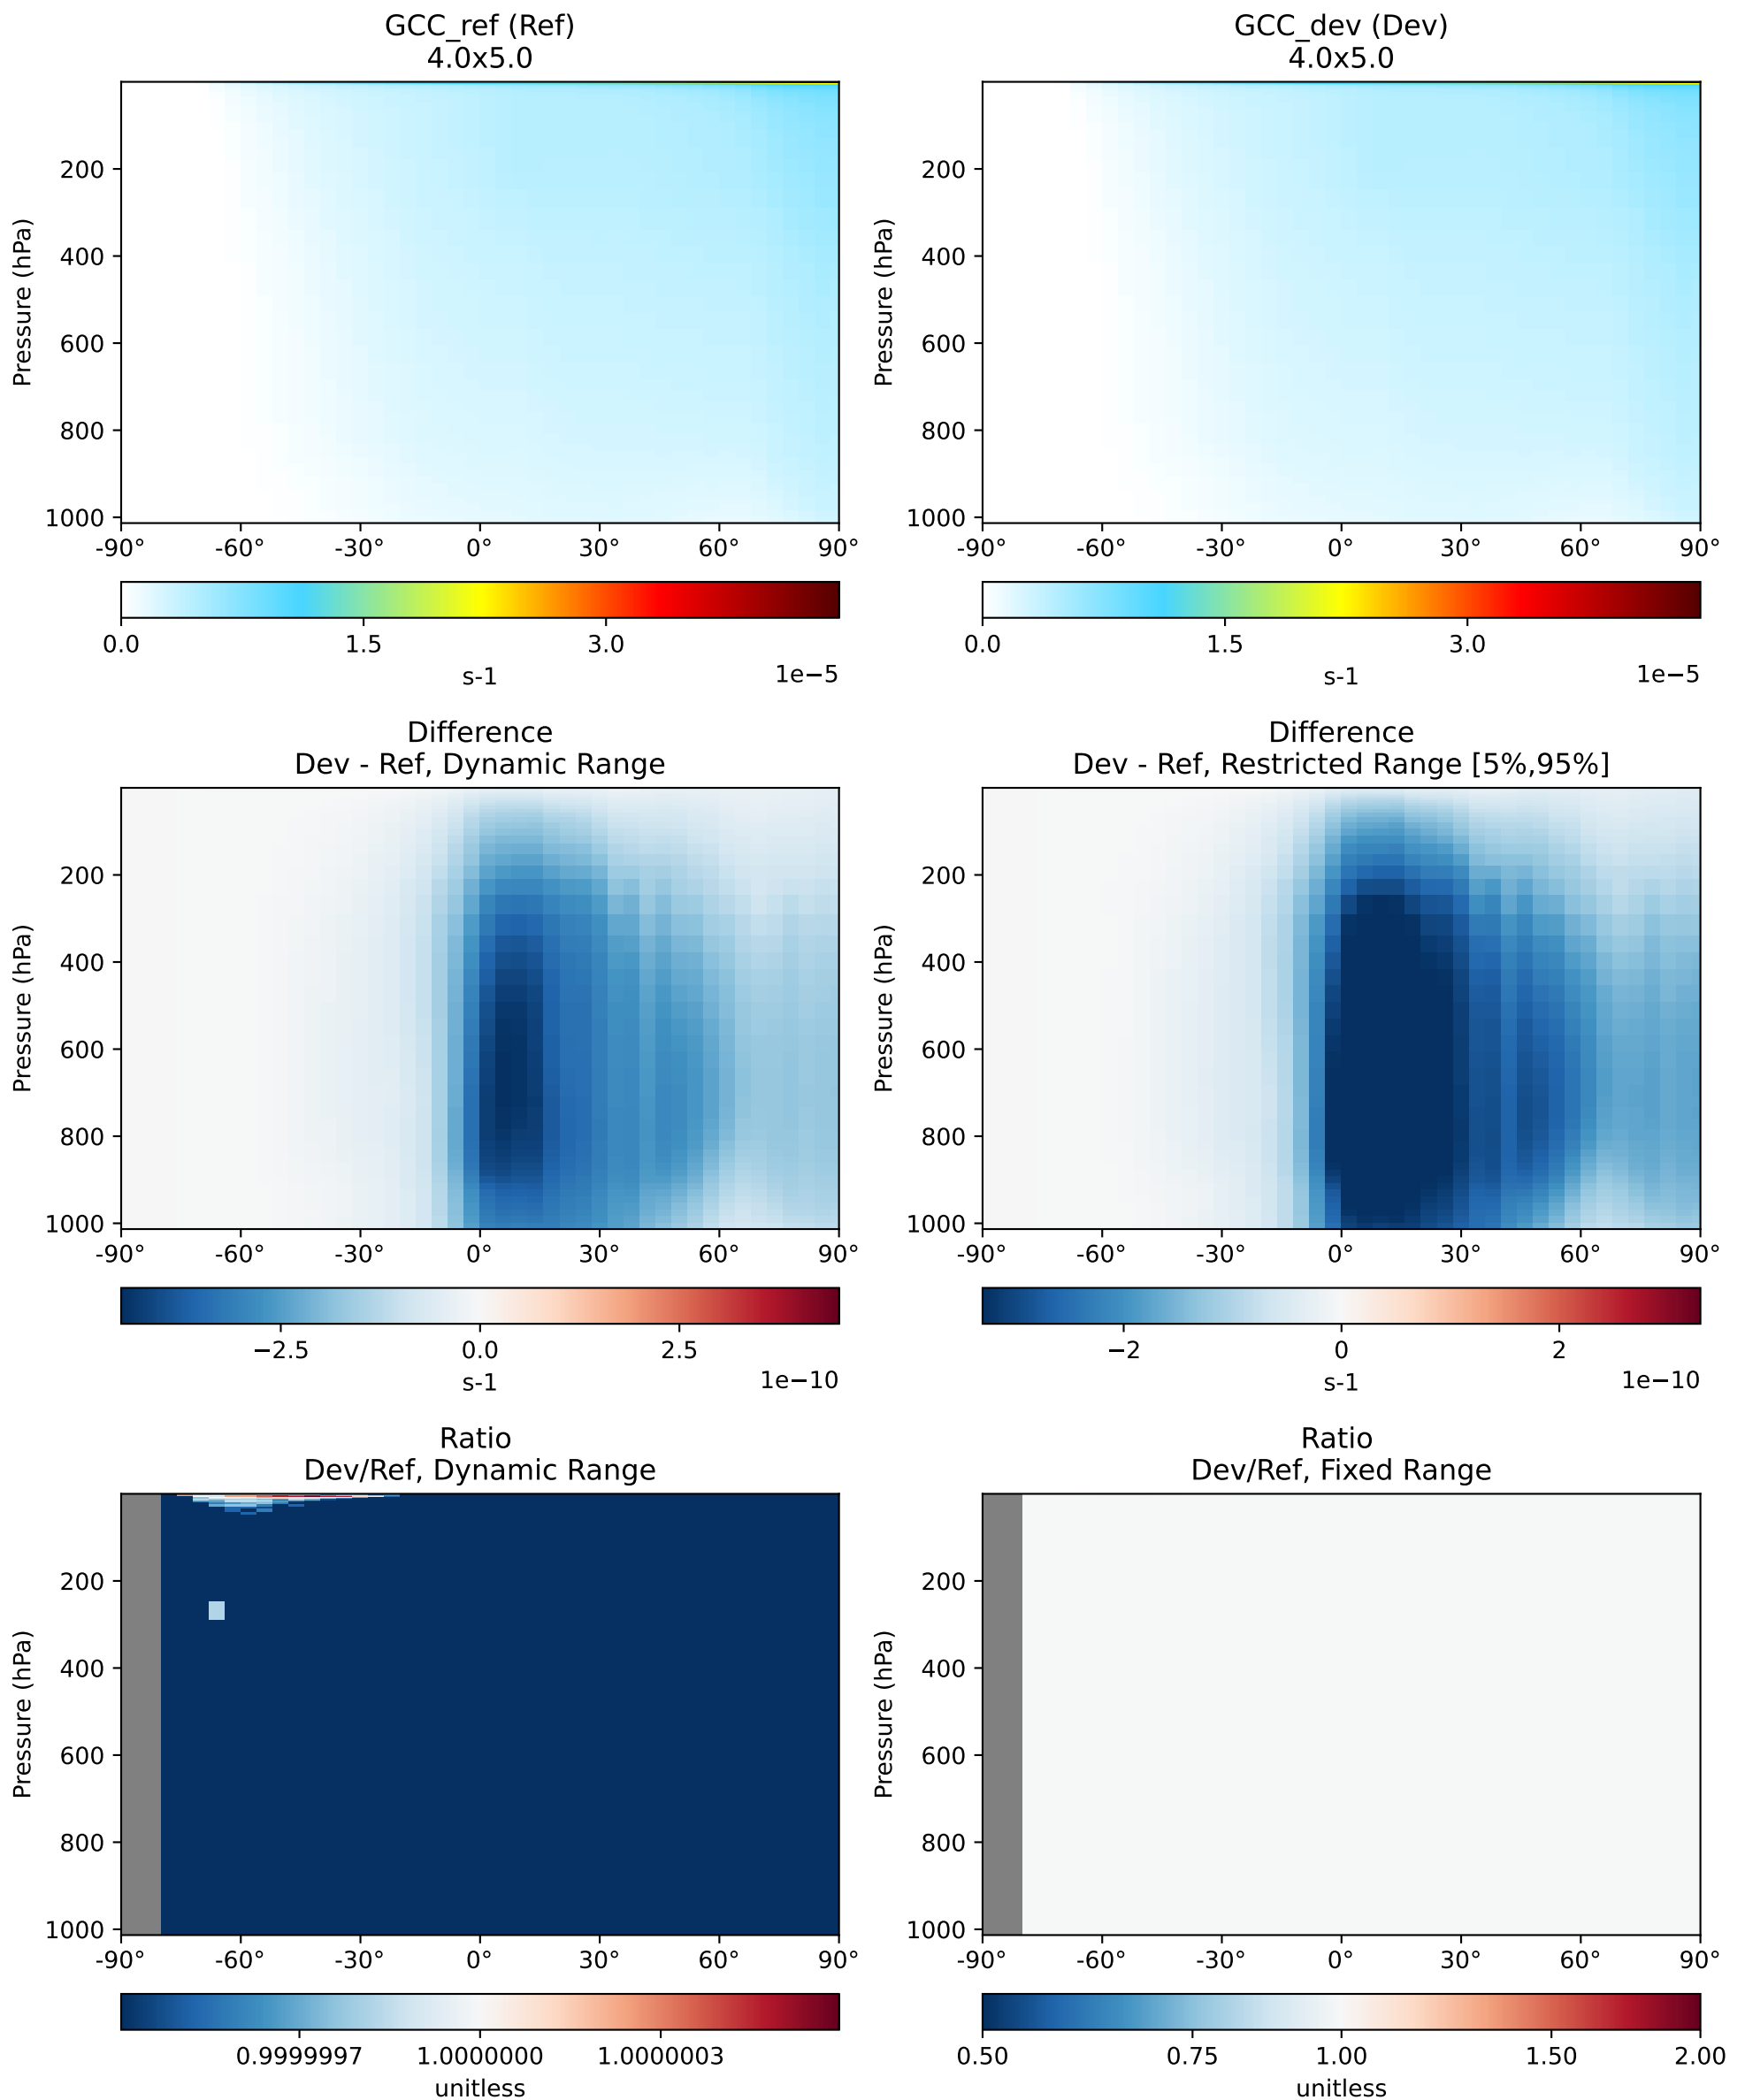 GCC_ref (Ref)
4.0x5.0
Pressure (hPa)
200
400
600
800
1000
-90° -60° -30° 0° 30° 60° 90°
0.0 1.5 3.0
s-1 1e−5
GCC_dev (Dev)
4.0x5.0
Pressure (hPa)
200
400
600
800
1000
-90° -60° -30° 0° 30° 60° 90°
0.0 1.5 3.0
s-1 1e−5
Difference
Dev - Ref, Dynamic Range
Pressure (hPa)
200
400
600
800
1000
-90° -60° -30° 0° 30° 60° 90°
−2.5 0.0 2.5
s-1 1e−10
Difference
Dev - Ref, Restricted Range [5%,95%]
Pressure (hPa)
200
400
600
800
1000
-90° -60° -30° 0° 30° 60° 90°
−2 0 2
s-1 1e−10
Ratio
Dev/Ref, Dynamic Range
Pressure (hPa)
200
400
600
800
1000
-90° -60° -30° 0° 30° 60° 90°
0.9999997 1.0000000 1.0000003
unitless
Ratio
Dev/Ref, Fixed Range
Pressure (hPa)
200
400
600
800
1000
-90° -60° -30° 0° 30° 60° 90°
0.50 0.75 1.00 1.50 2.00
unitless